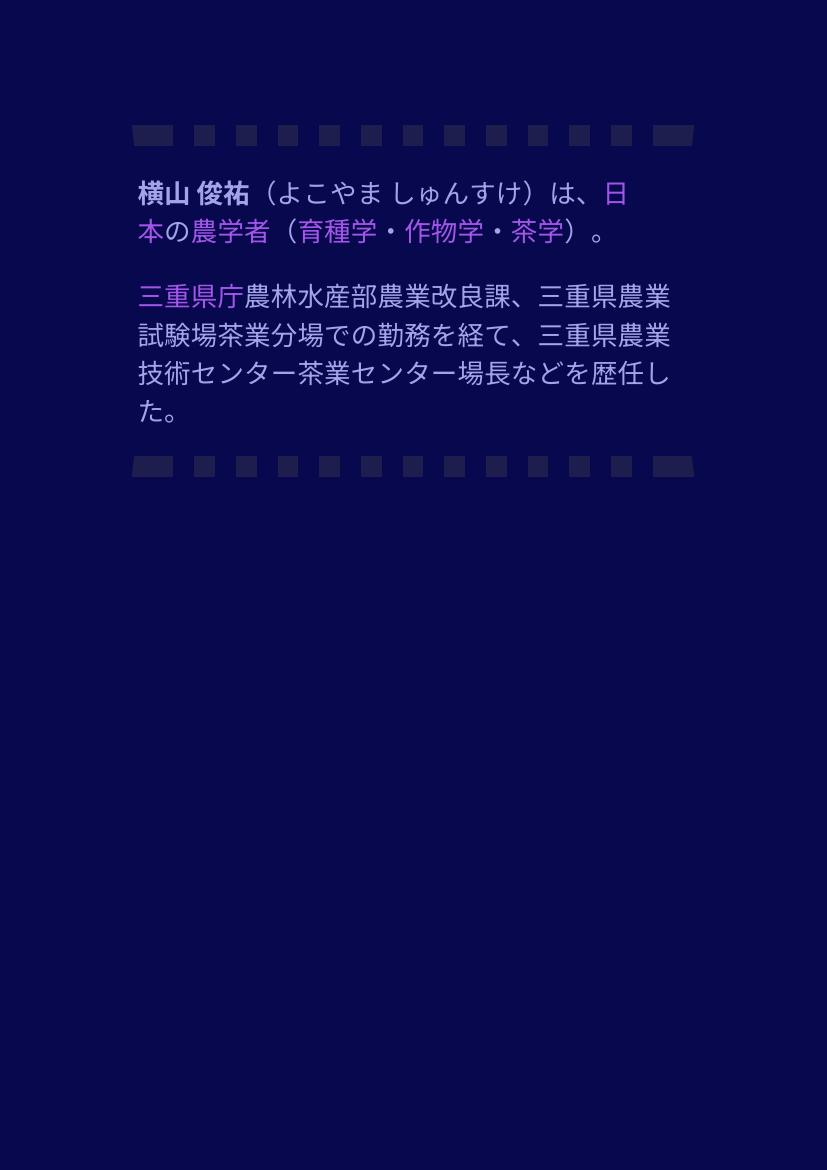 横山 俊祐（よこやま しゅんすけ）は、日
本の農学者（育種学・作物学・茶学）。
三重県庁農林水産部農業改良課、三重県農業
試験場茶業分場での勤務を経て、三重県農業
技術センター茶業センター場長などを歴任し
た。